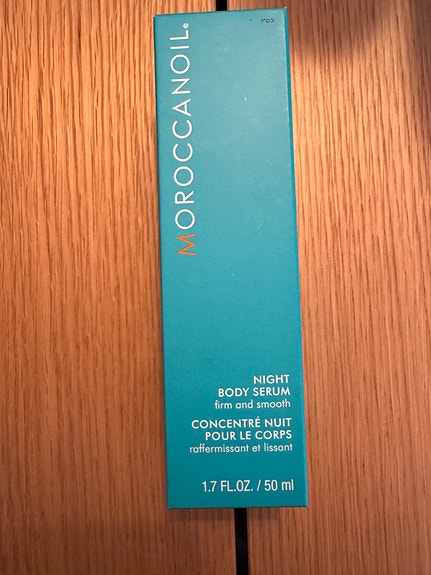 MOROCCANOIL®
NIGHT
BODY SERUM
firm and smooth
CONCENTRÉ NUIT
POUR LE CORPS
raffermissant et lissant
1.7 FL.OZ. / 50 ml